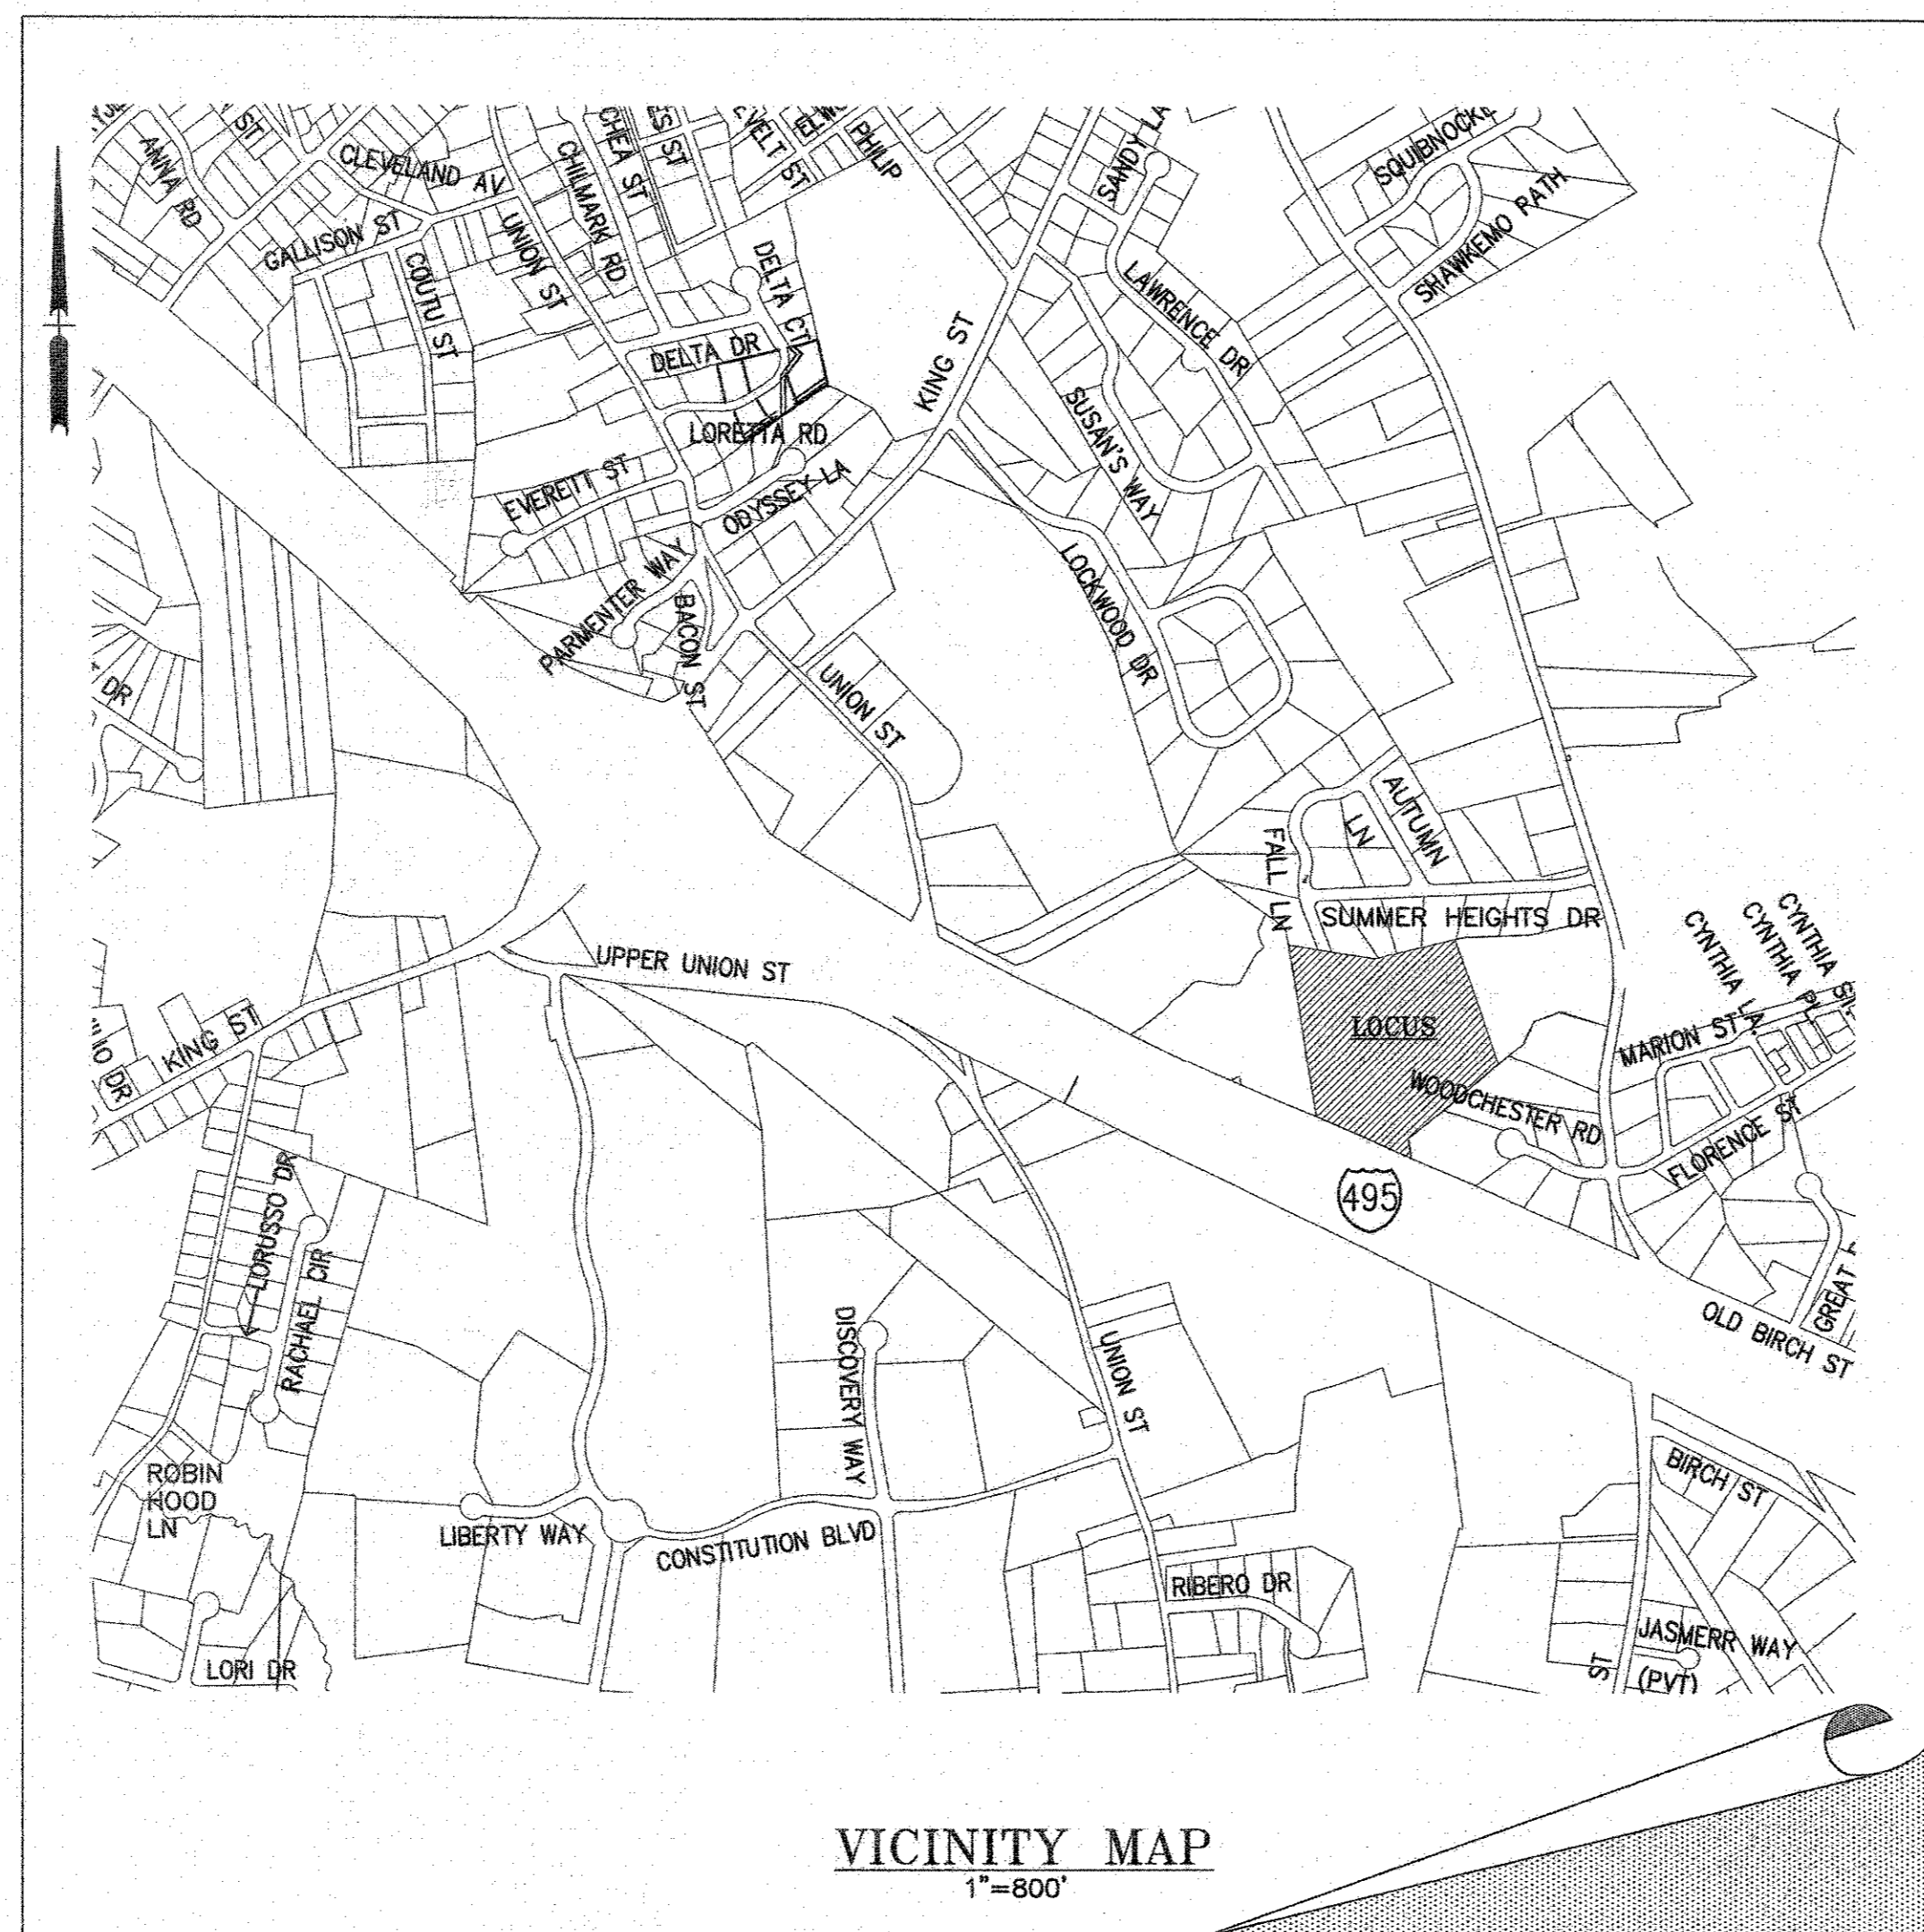 ANNA RD
ST
CLEVELAND AV
GALLISON ST
COUTU ST
UNION ST
CHILMARK RD
CHEA ST
ST
ST
PHILIP
DELTA CT
DELTA DR
LORETTA RD
EVERETT ST
ODYSSEY LA
PARMENTER WAY
BACON ST
UNION ST
KING ST
SANDY LA
LAWRENCE DR
SUSAN'S WAY
LOCKWOOD DR
SHAWKEMO PATH
DR
AUTUMN
LN
FALL LN
SUMMER HEIGHTS DR
CYNTHIA LA.
CYNTHIA PL.
CYNTHIA
MARION ST
LOCUS
WOODCHESTER RD
FLORENCE ST
UPPER UNION ST
KING ST
DR
495
LORUSSO DR
RACHAEL CIR
DISCOVERY WAY
UNION ST
GREAT
OLD BIRCH ST
BIRCH ST
ROBIN
HOOD
LN
LIBERTY WAY
CONSTITUTION BLVD
RIBERO DR
LORI DR
ST
JASMERR WAY
(PVT)
VICINITY MAP
1"=800'